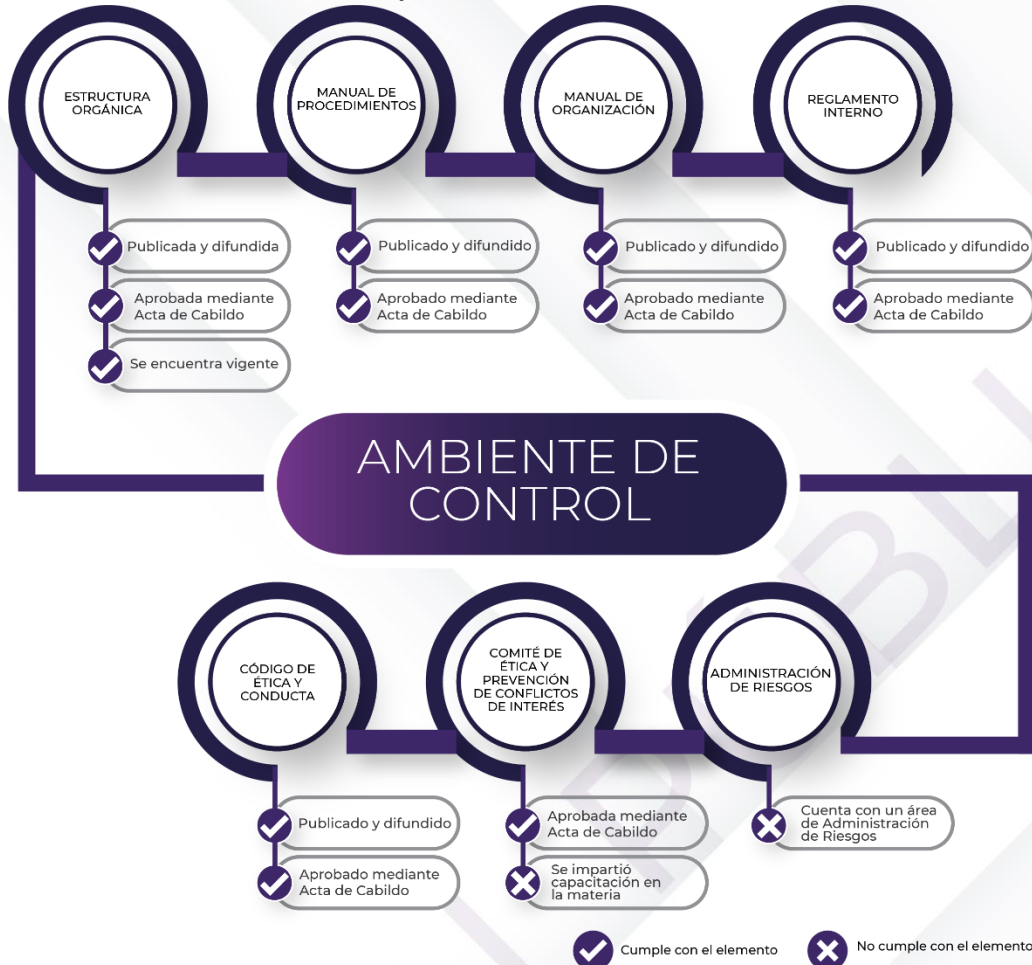 ESTRUCTURA
ORGÁNICA
MANUAL DE
PROCEDIMIENTOS
MANUAL DE
ORGANIZACIÓN
REGLAMENTO
INTERNO
Publicada y difundida
Aprobada mediante
Acta de Cabildo
Se encuentra vigente
Publicado y difundido
Aprobado mediante
Acta de Cabildo
Publicado y difundido
Aprobado mediante
Acta de Cabildo
Publicado y difundido
Aprobado mediante
Acta de Cabildo
AMBIENTE DE
CONTROL
CÓDIGO DE
ÉTICA Y
CONDUCTA
COMITÉ DE
ÉTICA Y
PREVENCIÓN
DE CONFLICTOS
DE INTERÉS
ADMINISTRACIÓN
DE RIESGOS
Publicado y difundido
Aprobado mediante
Acta de Cabildo
Aprobada mediante
Acta de Cabildo
Se impartió
capacitación en
la materia
Cuenta con un área
de Administración
de Riesgos
Cumple con el elemento
No cumple con el elemento